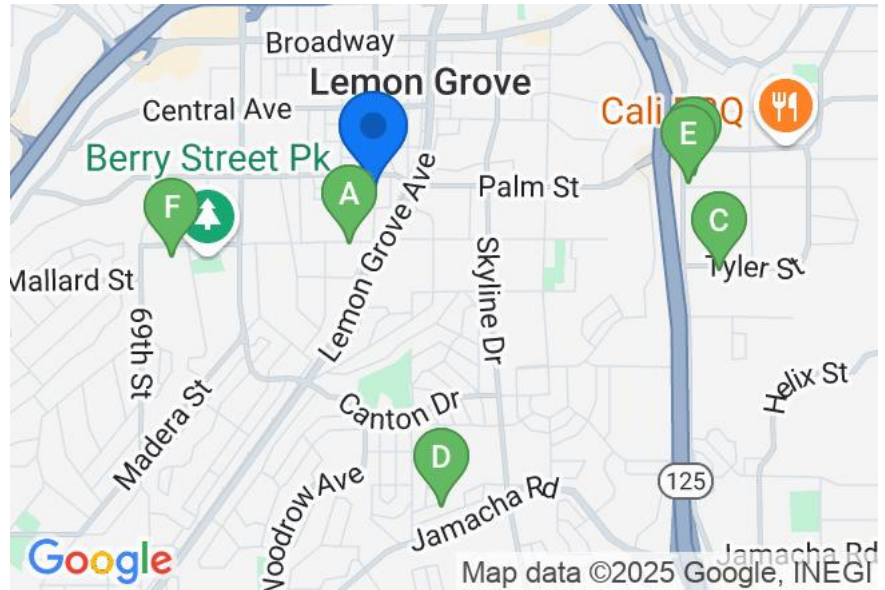 Broadway
Lemon Grove
Central Ave
Cali
Q
E
Berry Street Pk
A
Palm St
F
C
Mallard St
Lemon Grove Ave
Skyline Dr
Tyler St
69th St
Madera St
Canton Dr
Helix St
D
Woodrow Ave
Jamacha Rd
125
Jamacha Rd
Google
Map data ©2025 Google, INEGI